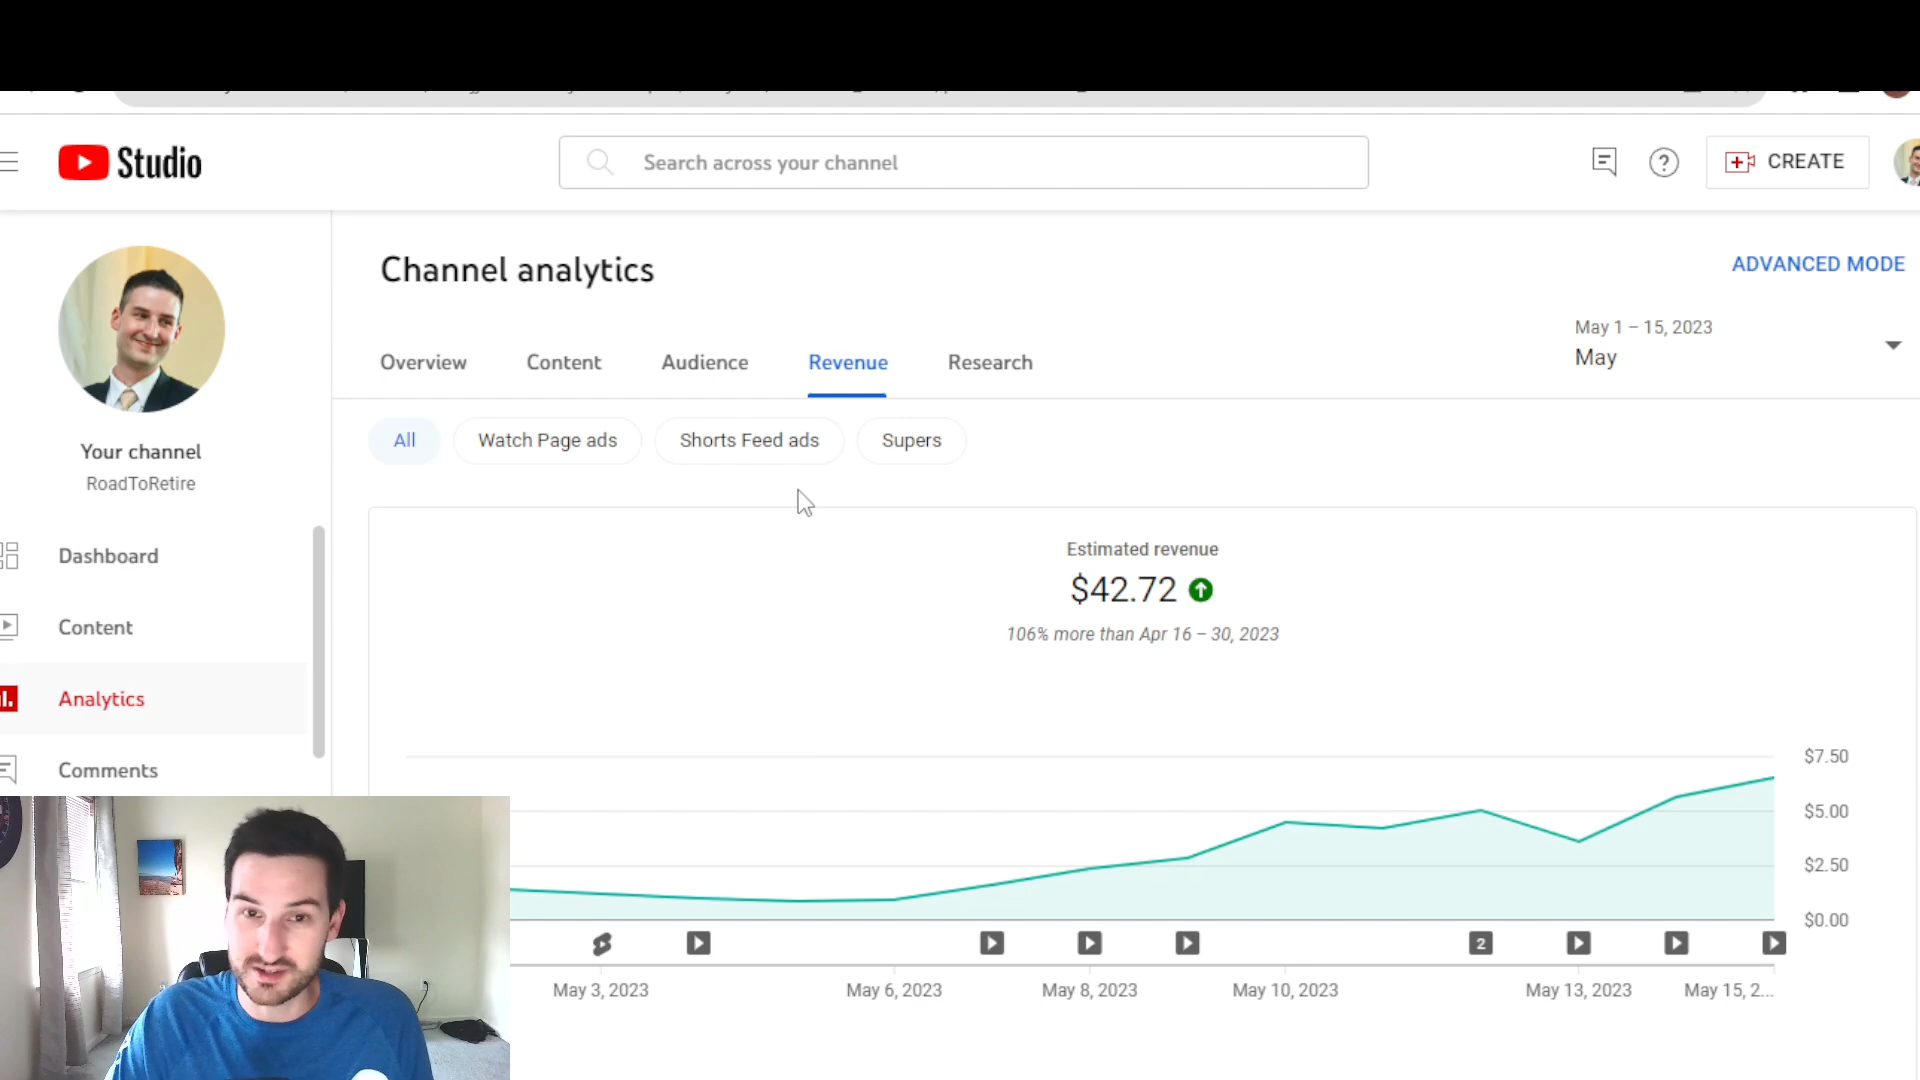 Studio
Search across your channel
CREATE
Channel analytics
ADVANCED MODE
Overview
Content
Audience
Revenue
Research
May 1 – 15, 2023
May
All
Watch Page ads
Shorts Feed ads
Supers
Your channel
RoadToRetire
Dashboard
Content
Analytics
Comments
Estimated revenue
$42.72
106% more than Apr 16 – 30, 2023
$7.50
$5.00
$2.50
$0.00
2
May 3, 2023
May 6, 2023
May 8, 2023
May 10, 2023
May 13, 2023
May 15, 2...